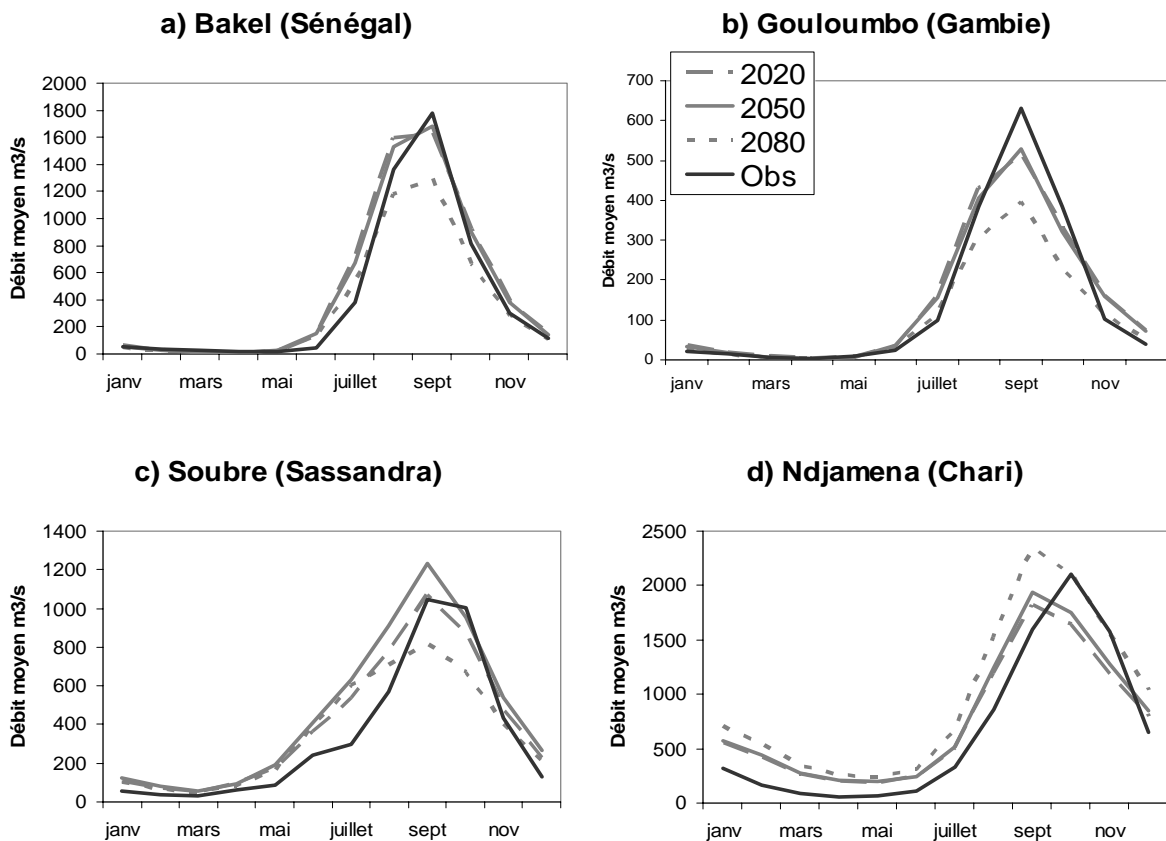 a) Bakel (Sénégal)
Débit moyen m3/s
2000
1800
1600
1400
1200
1000
800
600
400
200
0
janv mars mai juillet sept nov
b) Gouloumbo (Gambie)
Débit moyen m3/s
700
600
500
400
300
200
100
0
janv mars mai juillet sept nov
2020
2050
2080
Obs
c) Soubre (Sassandra)
Débit moyen m3/s
1400
1200
1000
800
600
400
200
0
janv mars mai juillet sept nov
d) Ndjamena (Chari)
Débit moyen m3/s
2500
2000
1500
1000
500
0
janv mars mai juillet sept nov